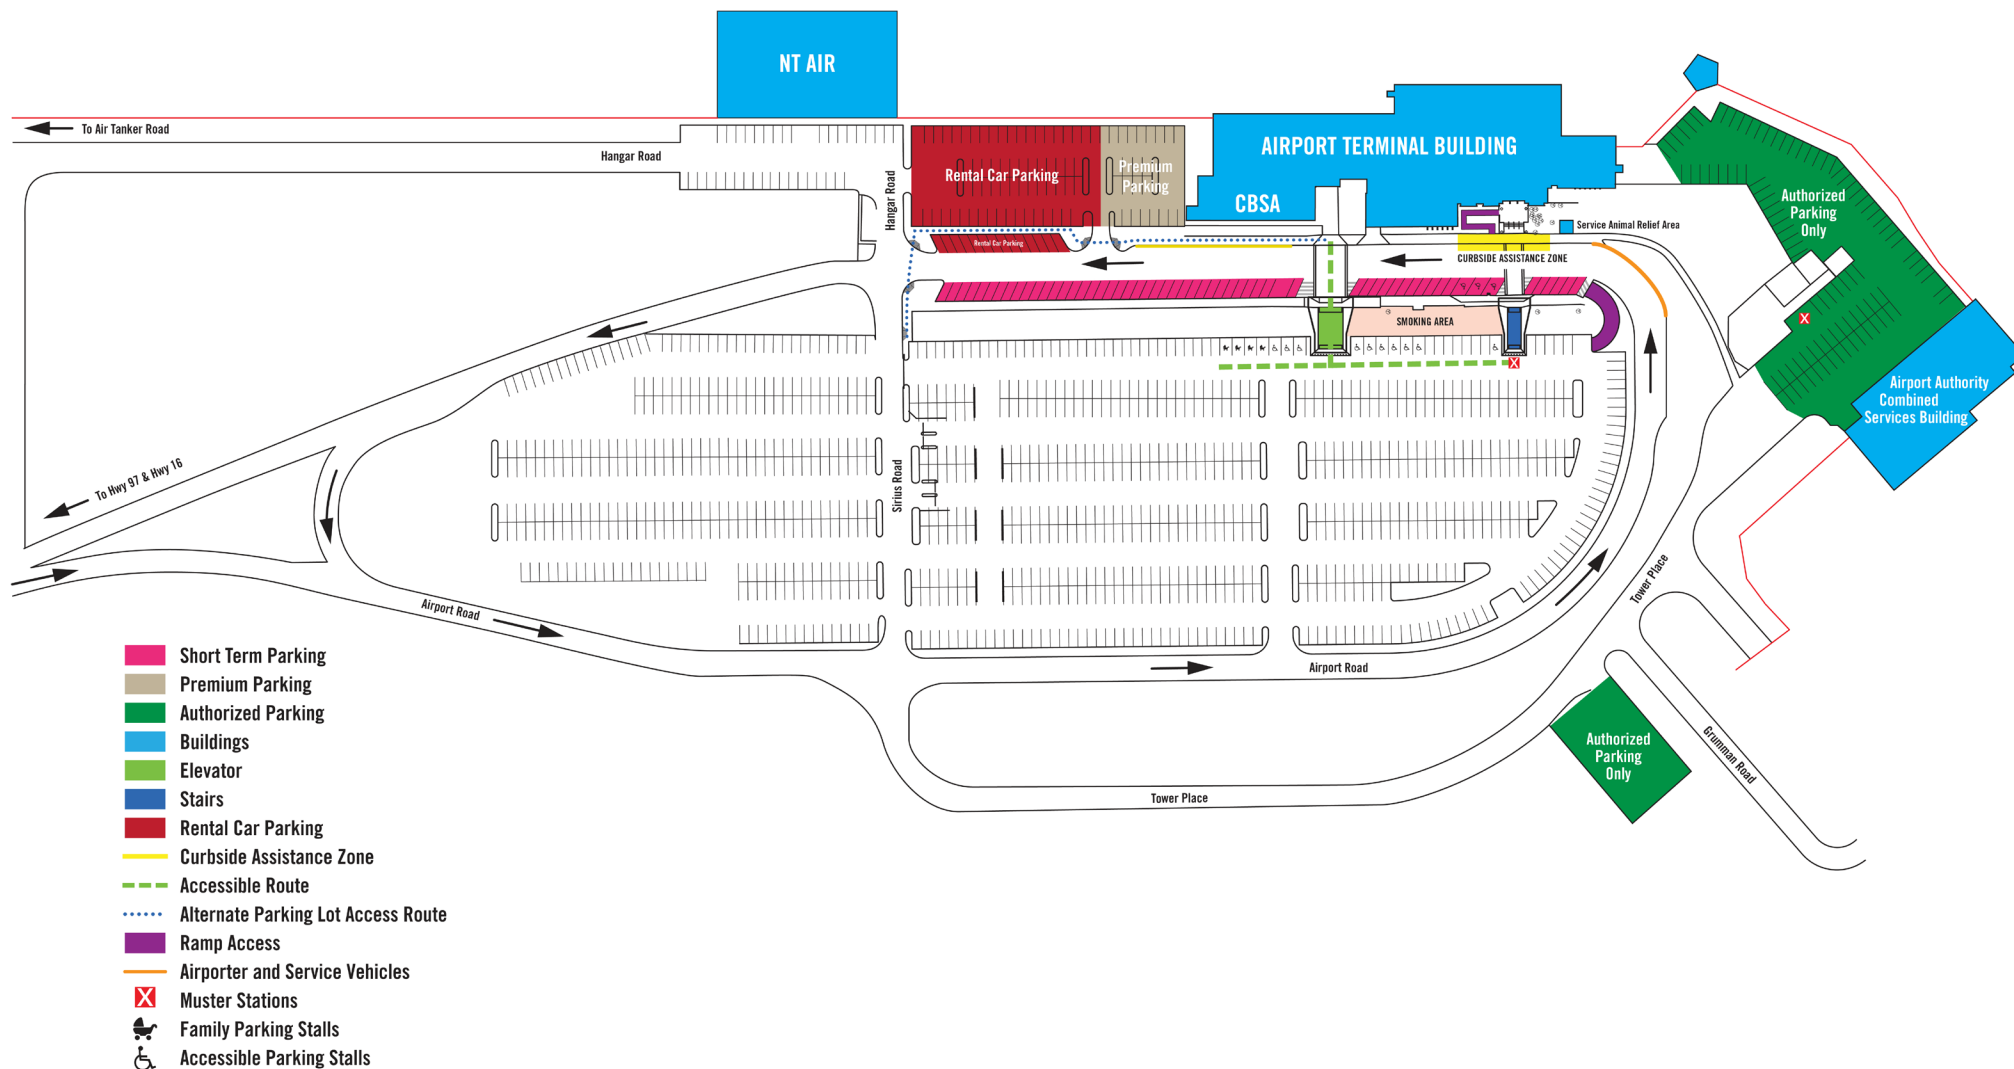 NT AIR
To Air Tanker Road
Hangar Road
Hangar Road
Rental Car Parking
Premium
Parking
AIRPORT TERMINAL BUILDING
CBSA
Service Animal Relief Area
Authorized
Parking
Only
Rental Car Parking
CURBSIDE ASSISTANCE ZONE
SMOKING AREA
X
X
Airport Authority
Combined
Services Building
To Hwy 97 & Hwy 16
Sirius Road
Airport Road
Tower Place
Airport Road
Authorized
Parking
Only
Grumman Road
Tower Place
Short Term Parking
Premium Parking
Authorized Parking
Buildings
Elevator
Stairs
Rental Car Parking
Curbside Assistance Zone
Accessible Route
Alternate Parking Lot Access Route
Ramp Access
Airporter and Service Vehicles
X Muster Stations
Family Parking Stalls
Accessible Parking Stalls